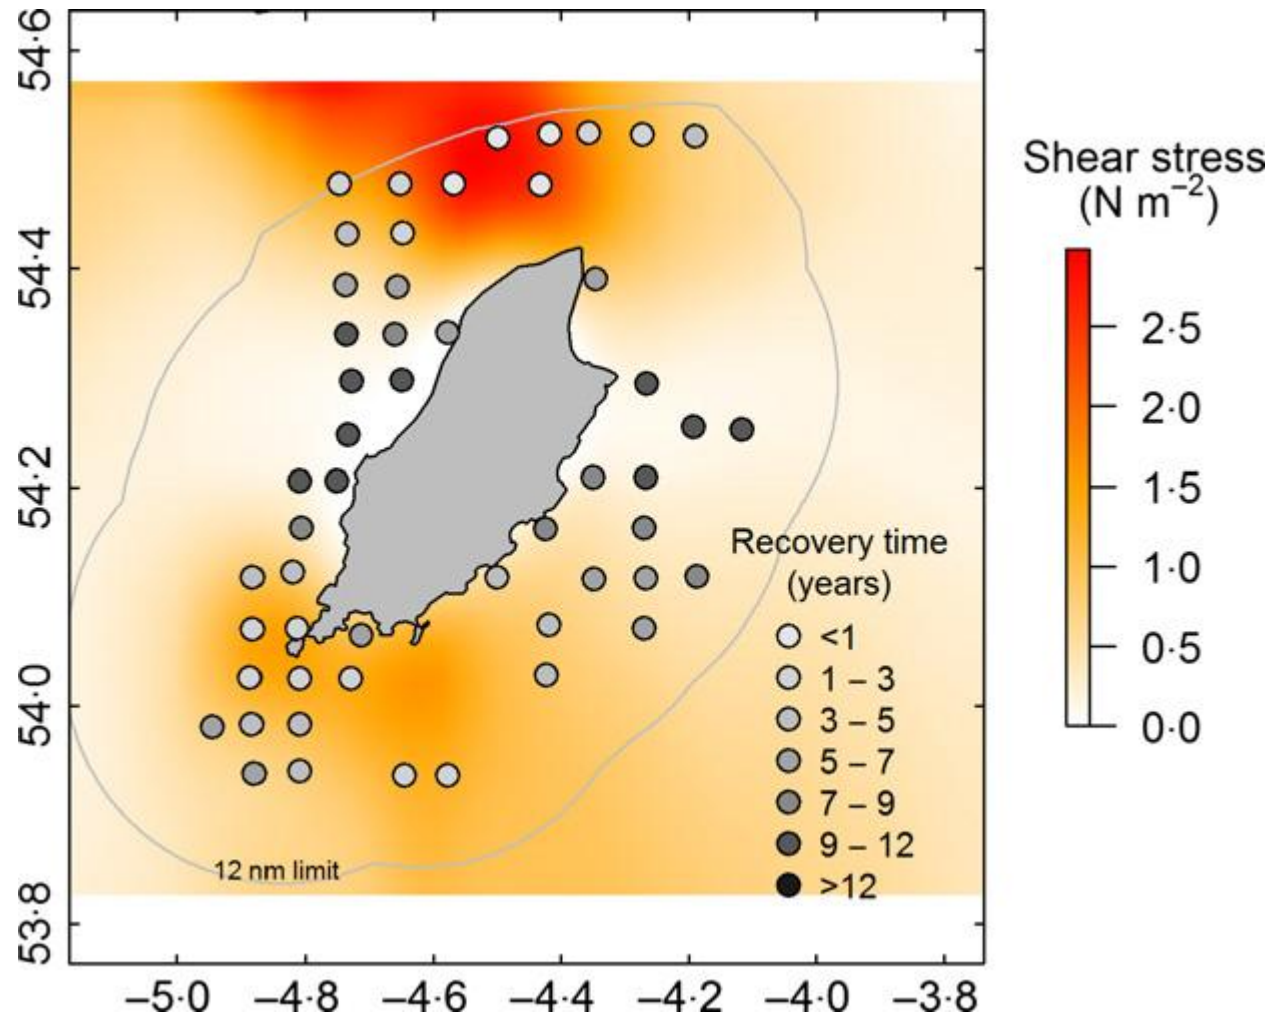 54·6
54·4
54·2
54·0
53·8
−5·0 −4·8 −4·6 −4·4 −4·2 −4·0 −3·8
12 nm limit
Recovery time
(years)
<1
1 – 3
3 – 5
5 – 7
7 – 9
9 – 12
>12
Shear stress
(N m−2)
2·5
2·0
1·5
1·0
0·5
0·0